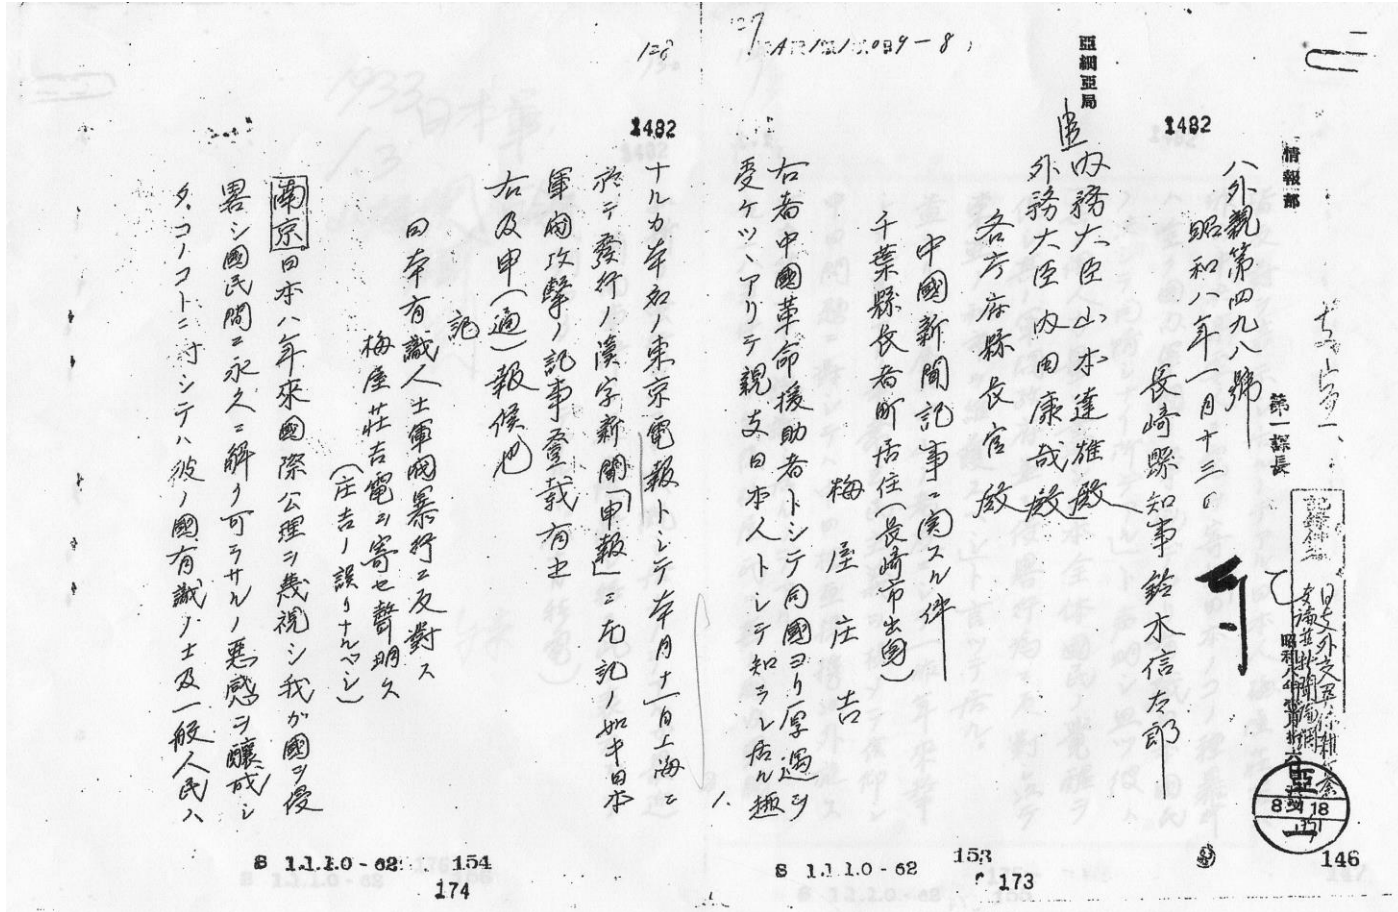 情報部
第一課長
亞細亞局
1482
八外親第四九八號
昭和八年一月十三日
長崎縣知事鈴木信太郎
内務大臣山本達雄殿
外務大臣内田康哉殿
各庁府縣長官殿
中國新聞記事ニ関スル件
千葉縣長者町居住(長崎市出身)
梅屋庄吉
右者中國革命援助者トシテ同國ヨリ厚遇ヲ
受ケツヽアリテ親支日本人トシテ知ラレ居ル趣
S 1.1.1.0-62
153
173
146
8 18
127
128
1482
ナルカ本名ノ東京電報トシテ本月十一日上海ニ
於テ發行ノ漢字新聞「申報」ニ左記ノ如キ日本
軍閥攻撃ノ記事登載有之
右及申(通)報候也
記
日本有識人士軍閥暴行ニ反對ス
梅屋莊吉電ヲ寄セ聲明ス
(庄吉ノ誤リナルベシ)
南京 日本ハ年來國際公理ヲ蔑視シ我ガ國ヲ侵
畧シ國民間ニ永久ニ解ク可ラサルノ惡感ヲ釀成シ
タ、コノコトニ対シテハ彼ノ國有識ノ士及一般人民ハ
S 1.1.1.0-62
154
174